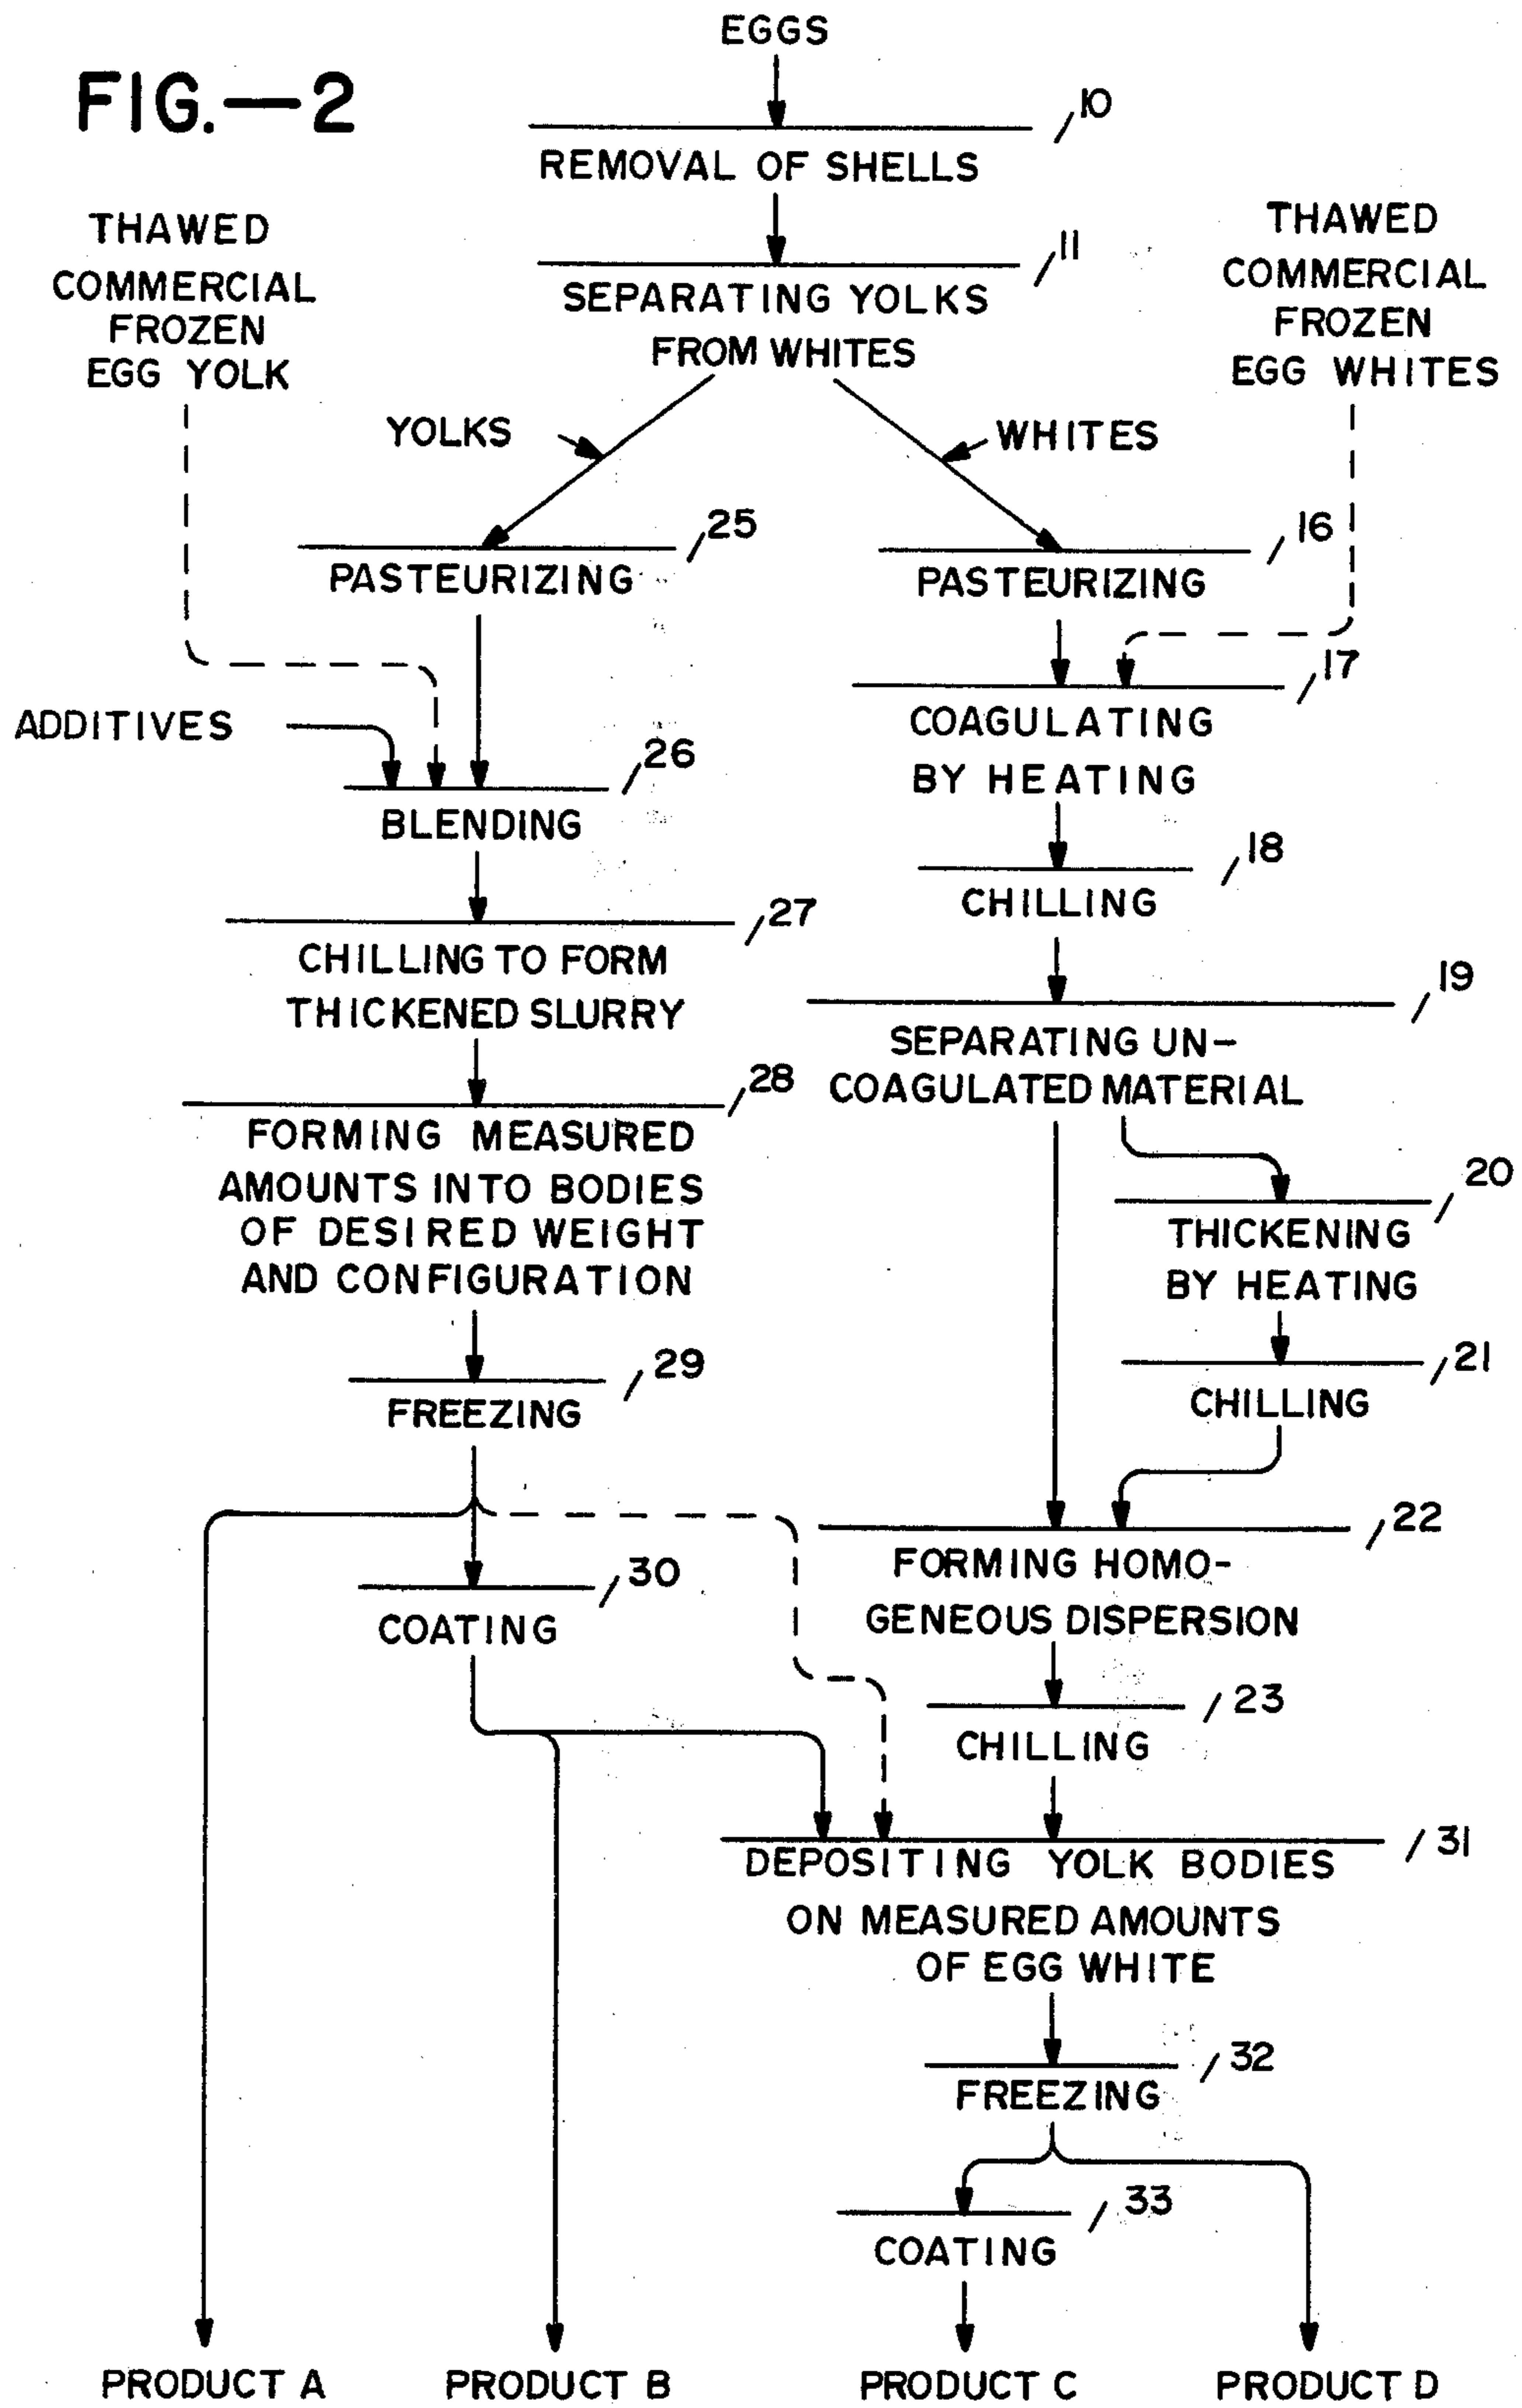 EGGS
FIG.—2
10
REMOVAL OF SHELLS
THAWED
COMMERCIAL
FROZEN
EGG YOLK
11
SEPARATING YOLKS
FROM WHITES
THAWED
COMMERCIAL
FROZEN
EGG WHITES
YOLKS
WHITES
25
PASTEURIZING
16
PASTEURIZING
17
COAGULATING
BY HEATING
ADDITIVES
26
BLENDING
18
CHILLING
27
CHILLING TO FORM
THICKENED SLURRY
19
SEPARATING UN-
COAGULATED MATERIAL
28
FORMING MEASURED
AMOUNTS INTO BODIES
OF DESIRED WEIGHT
AND CONFIGURATION
20
THICKENING
BY HEATING
29
FREEZING
21
CHILLING
22
FORMING HOMO-
GENEOUS DISPERSION
30
COATING
23
CHILLING
31
DEPOSITING YOLK BODIES
ON MEASURED AMOUNTS
OF EGG WHITE
32
FREEZING
33
COATING
PRODUCT A
PRODUCT B
PRODUCT C
PRODUCT D